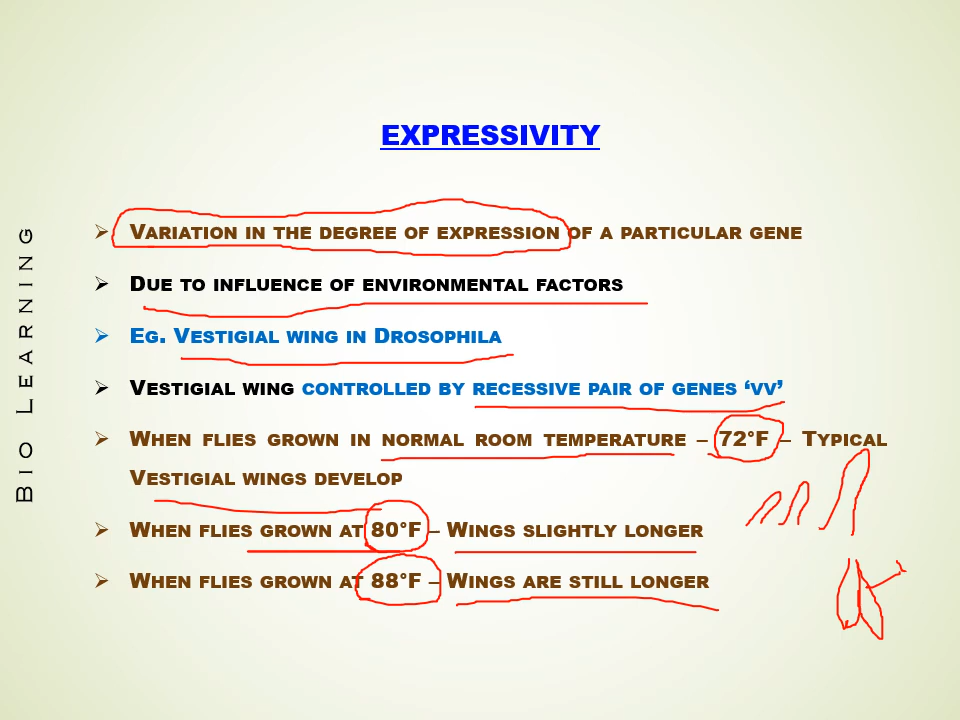 EXPRESSIVITY
VARIATION IN THE DEGREE OF EXPRESSION OF A PARTICULAR GENE
DUE TO INFLUENCE OF ENVIRONMENTAL FACTORS
EG. VESTIGIAL WING IN DROSOPHILA
VESTIGIAL WING CONTROLLED BY RECESSIVE PAIR OF GENES ‘VV’
WHEN FLIES GROWN IN NORMAL ROOM TEMPERATURE – 72°F – TYPICAL
VESTIGIAL WINGS DEVELOP
WHEN FLIES GROWN AT 80°F – WINGS SLIGHTLY LONGER
WHEN FLIES GROWN AT 88°F – WINGS ARE STILL LONGER
BIO LEARNING